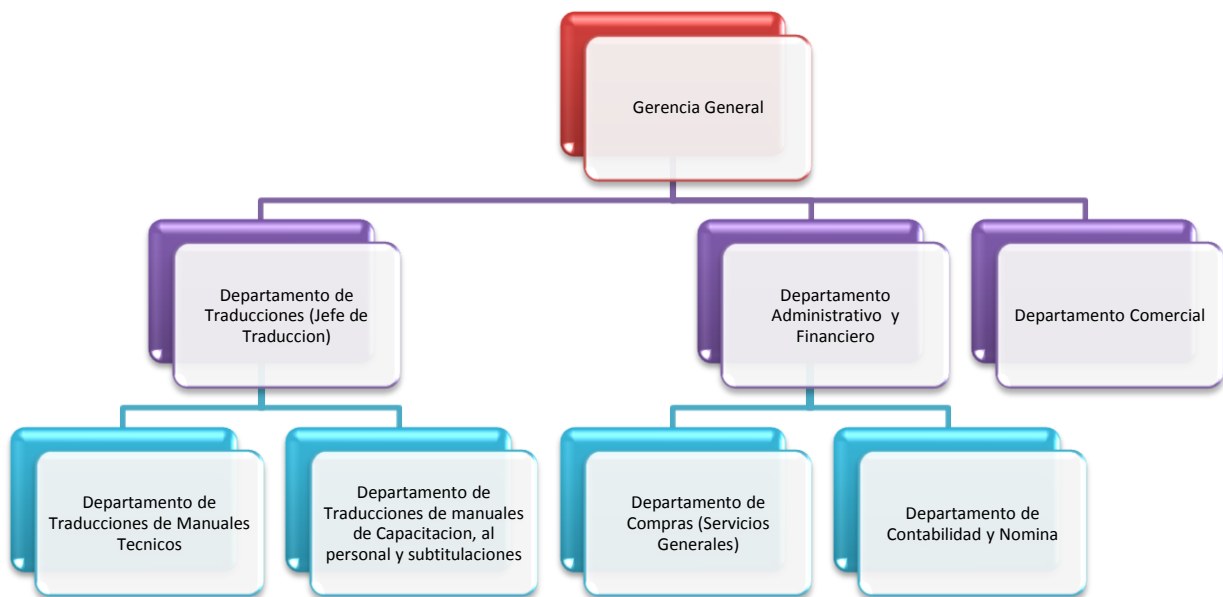 Gerencia General
Departamento de
Traducciones (Jefe de
Traduccion)
Departamento
Administrativo y
Financiero
Departamento Comercial
Departamento de
Traducciones de Manuales
Tecnicos
Departamento de
Traducciones de manuales
de Capacitacion, al
personal y subtitulaciones
Departamento de
Compras (Servicios
Generales)
Departamento de
Contabilidad y Nomina